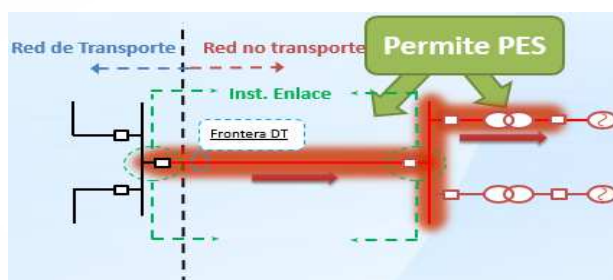 Red de Transporte
Red no transporte
Permite PES
Inst. Enlace
Frontera DT